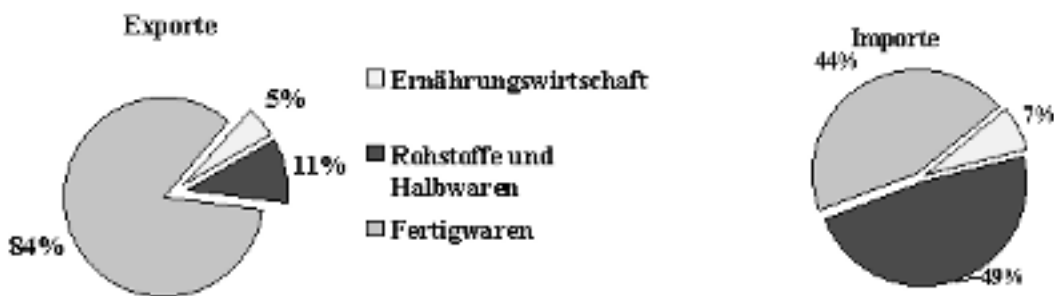 Exporte
5%
11%
84%
Ernährungswirtschaft
Rohstoffe und
Halbwaren
Fertigwaren
Importe
44%
7%
49%